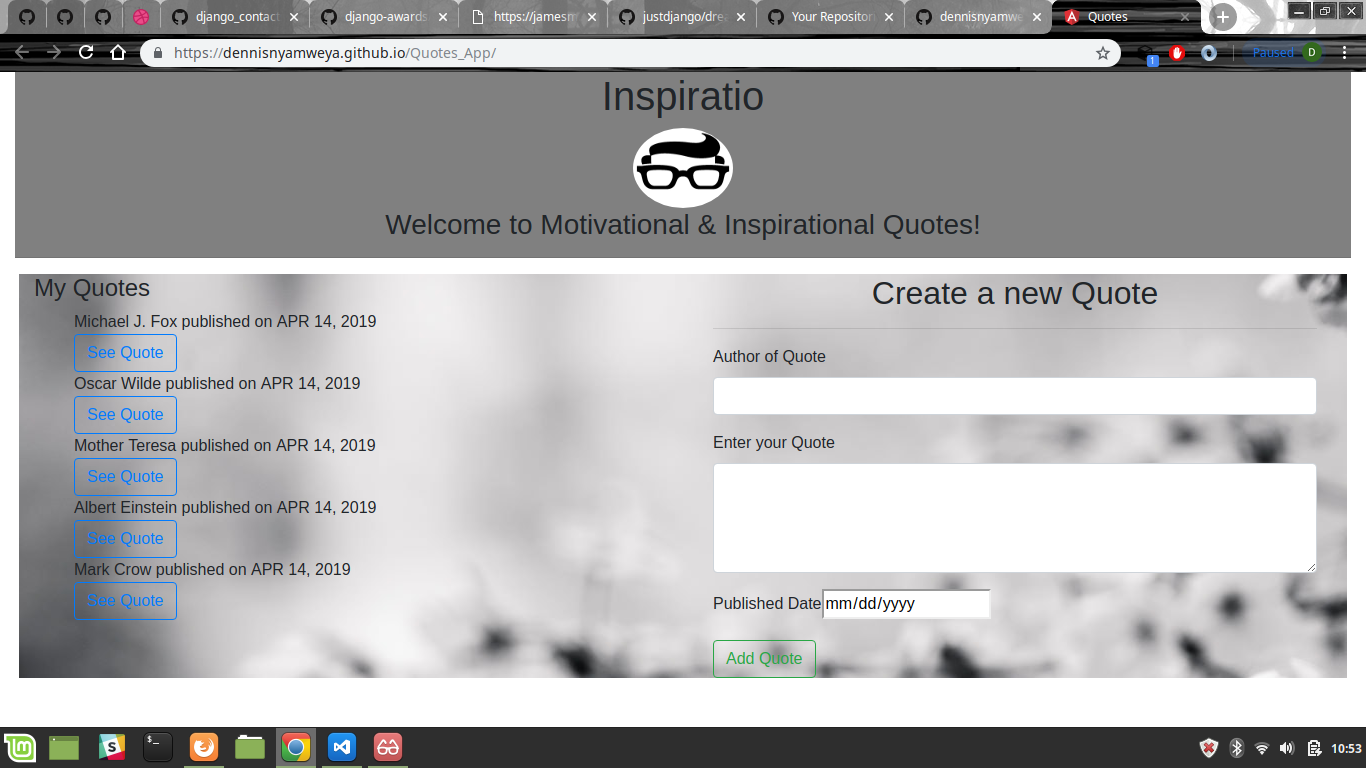 django_contact
django-awards
https://jamesm
justdjango/drea
Your Repositor
dennisnyamwe
Quotes
https://dennisnyamweya.github.io/Quotes_App/
1
Paused
D
Inspiratio
Welcome to Motivational & Inspirational Quotes!
My Quotes
Michael J. Fox published on APR 14, 2019
See Quote
Oscar Wilde published on APR 14, 2019
See Quote
Mother Teresa published on APR 14, 2019
See Quote
Albert Einstein published on APR 14, 2019
See Quote
Mark Crow published on APR 14, 2019
See Quote
Create a new Quote
Author of Quote
Enter your Quote
Published Date mm/dd/yyyy
Add Quote
10:53